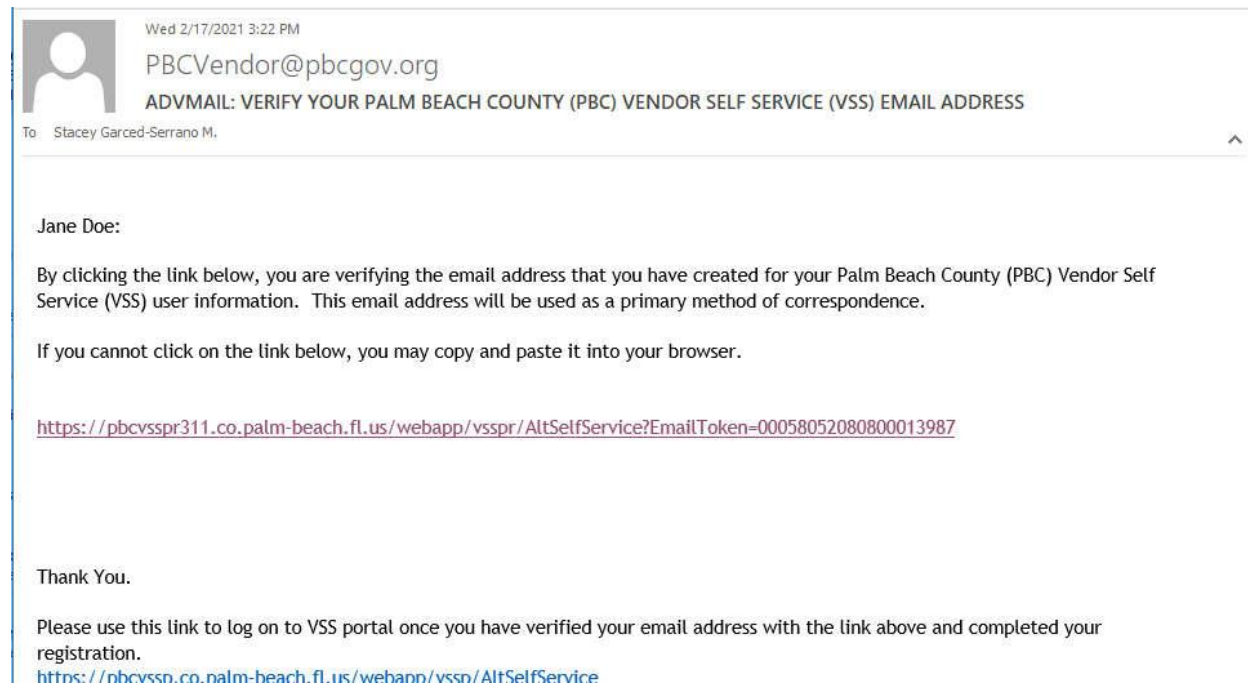 Wed 2/17/2021 3:22 PM
PBCVendor@pbcgov.org
ADVMAIL: VERIFY YOUR PALM BEACH COUNTY (PBC) VENDOR SELF SERVICE (VSS) EMAIL ADDRESS
To Stacey Garced-Serrano M.
Jane Doe:
By clicking the link below, you are verifying the email address that you have created for your Palm Beach County (PBC) Vendor Self
Service (VSS) user information. This email address will be used as a primary method of correspondence.
If you cannot click on the link below, you may copy and paste it into your browser.
https://pbcvsspr311.co.palm-beach.fl.us/webapp/vsspr/AltSelfService?EmailToken=00058052080800013987
Thank You.
Please use this link to log on to VSS portal once you have verified your email address with the link above and completed your
registration.
https://pbcvssp.co.palm-beach.fl.us/webapp/vssp/AltSelfService